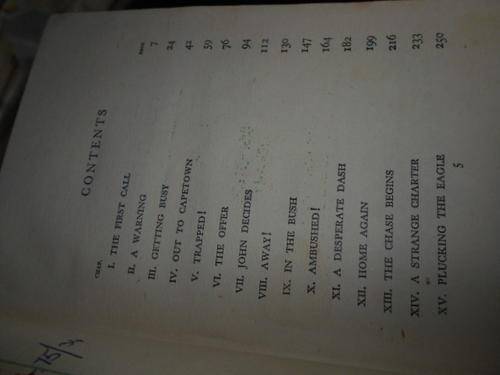 CONTENTS
CHAP. PAGE
I. THE FIRST CALL 7
II. A WARNING 24
III. GETTING BUSY 42
IV. OUT TO CAPETOWN 59
V. TRAPPED! 76
VI. THE OFFER 94
VII. JOHN DECIDES 112
VIII. AWAY! 130
IX. IN THE BUSH 147
X. AMBUSHED! 164
XI. A DESPERATE DASH 182
XII. HOME AGAIN 199
XIII. THE CHASE BEGINS 216
XIV. A STRANGE CHARTER 233
XV. PLUCKING THE EAGLE 250
5